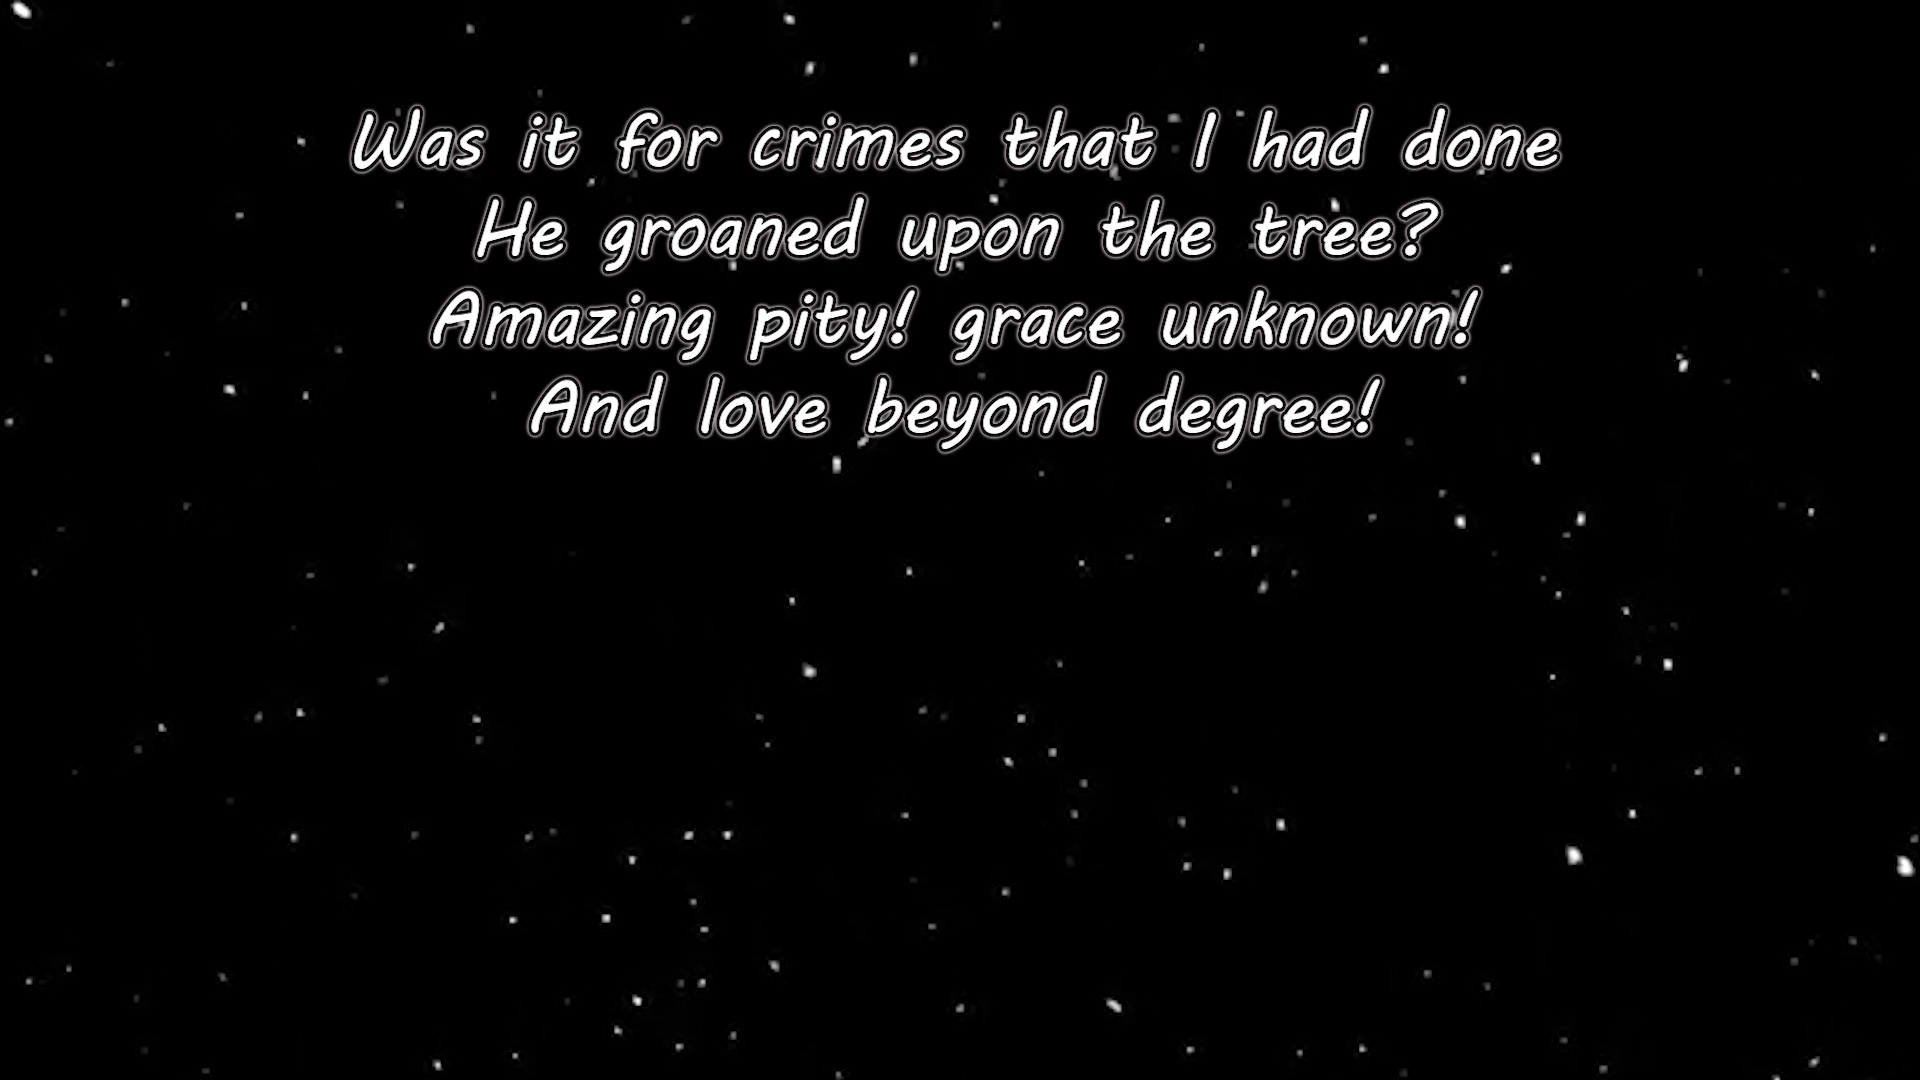 Was it for crimes that I had done
He groaned upon the tree?
Amazing pity! grace unknown!
And love beyond degree!